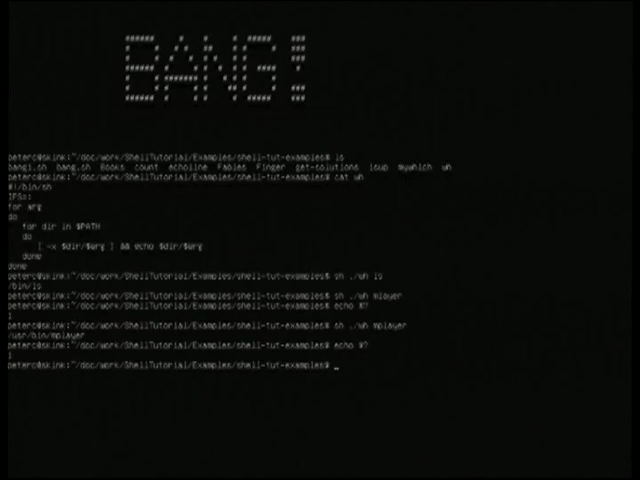 BANG!
peterc@skink:~/doc/work/ShellTutorial/Examples/shell-tut-examples$ ls
bang1.sh bang.sh Books count echoline Fables Finger get-solutions isup mywhich wh
peterc@skink:~/doc/work/ShellTutorial/Examples/shell-tut-examples$ cat wh
#!/bin/sh
IFS=:
for arg
do
for dir in $PATH
do
[ -x $dir/$arg ] && echo $dir/$arg
done
done
peterc@skink:~/doc/work/ShellTutorial/Examples/shell-tut-examples$ sh ./wh ls
/bin/ls
peterc@skink:~/doc/work/ShellTutorial/Examples/shell-tut-examples$ sh ./wh mlayer
peterc@skink:~/doc/work/ShellTutorial/Examples/shell-tut-examples$ echo $?
1
peterc@skink:~/doc/work/ShellTutorial/Examples/shell-tut-examples$ sh ./wh mplayer
/usr/bin/mplayer
peterc@skink:~/doc/work/ShellTutorial/Examples/shell-tut-examples$ echo $?
1
peterc@skink:~/doc/work/ShellTutorial/Examples/shell-tut-examples$ _